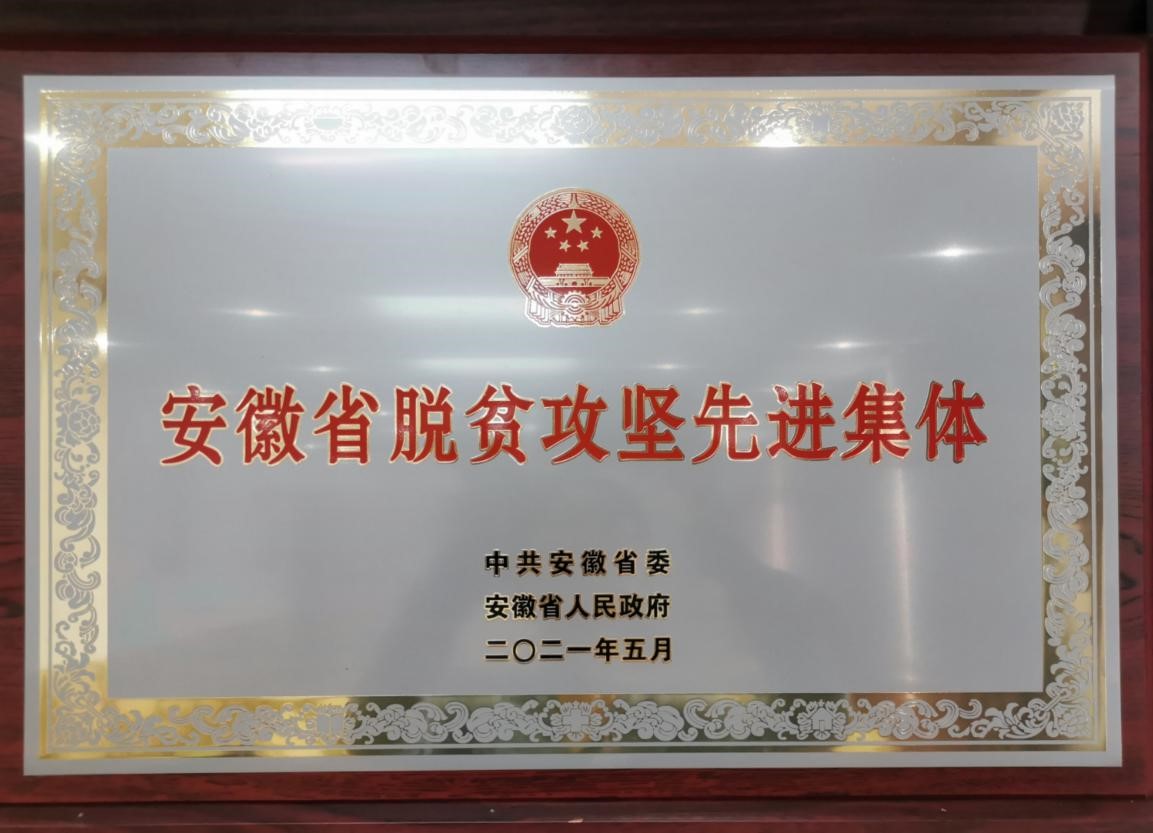 安徽省脱贫攻坚先进集体
中共安徽省委
安徽省人民政府
二〇二一年五月